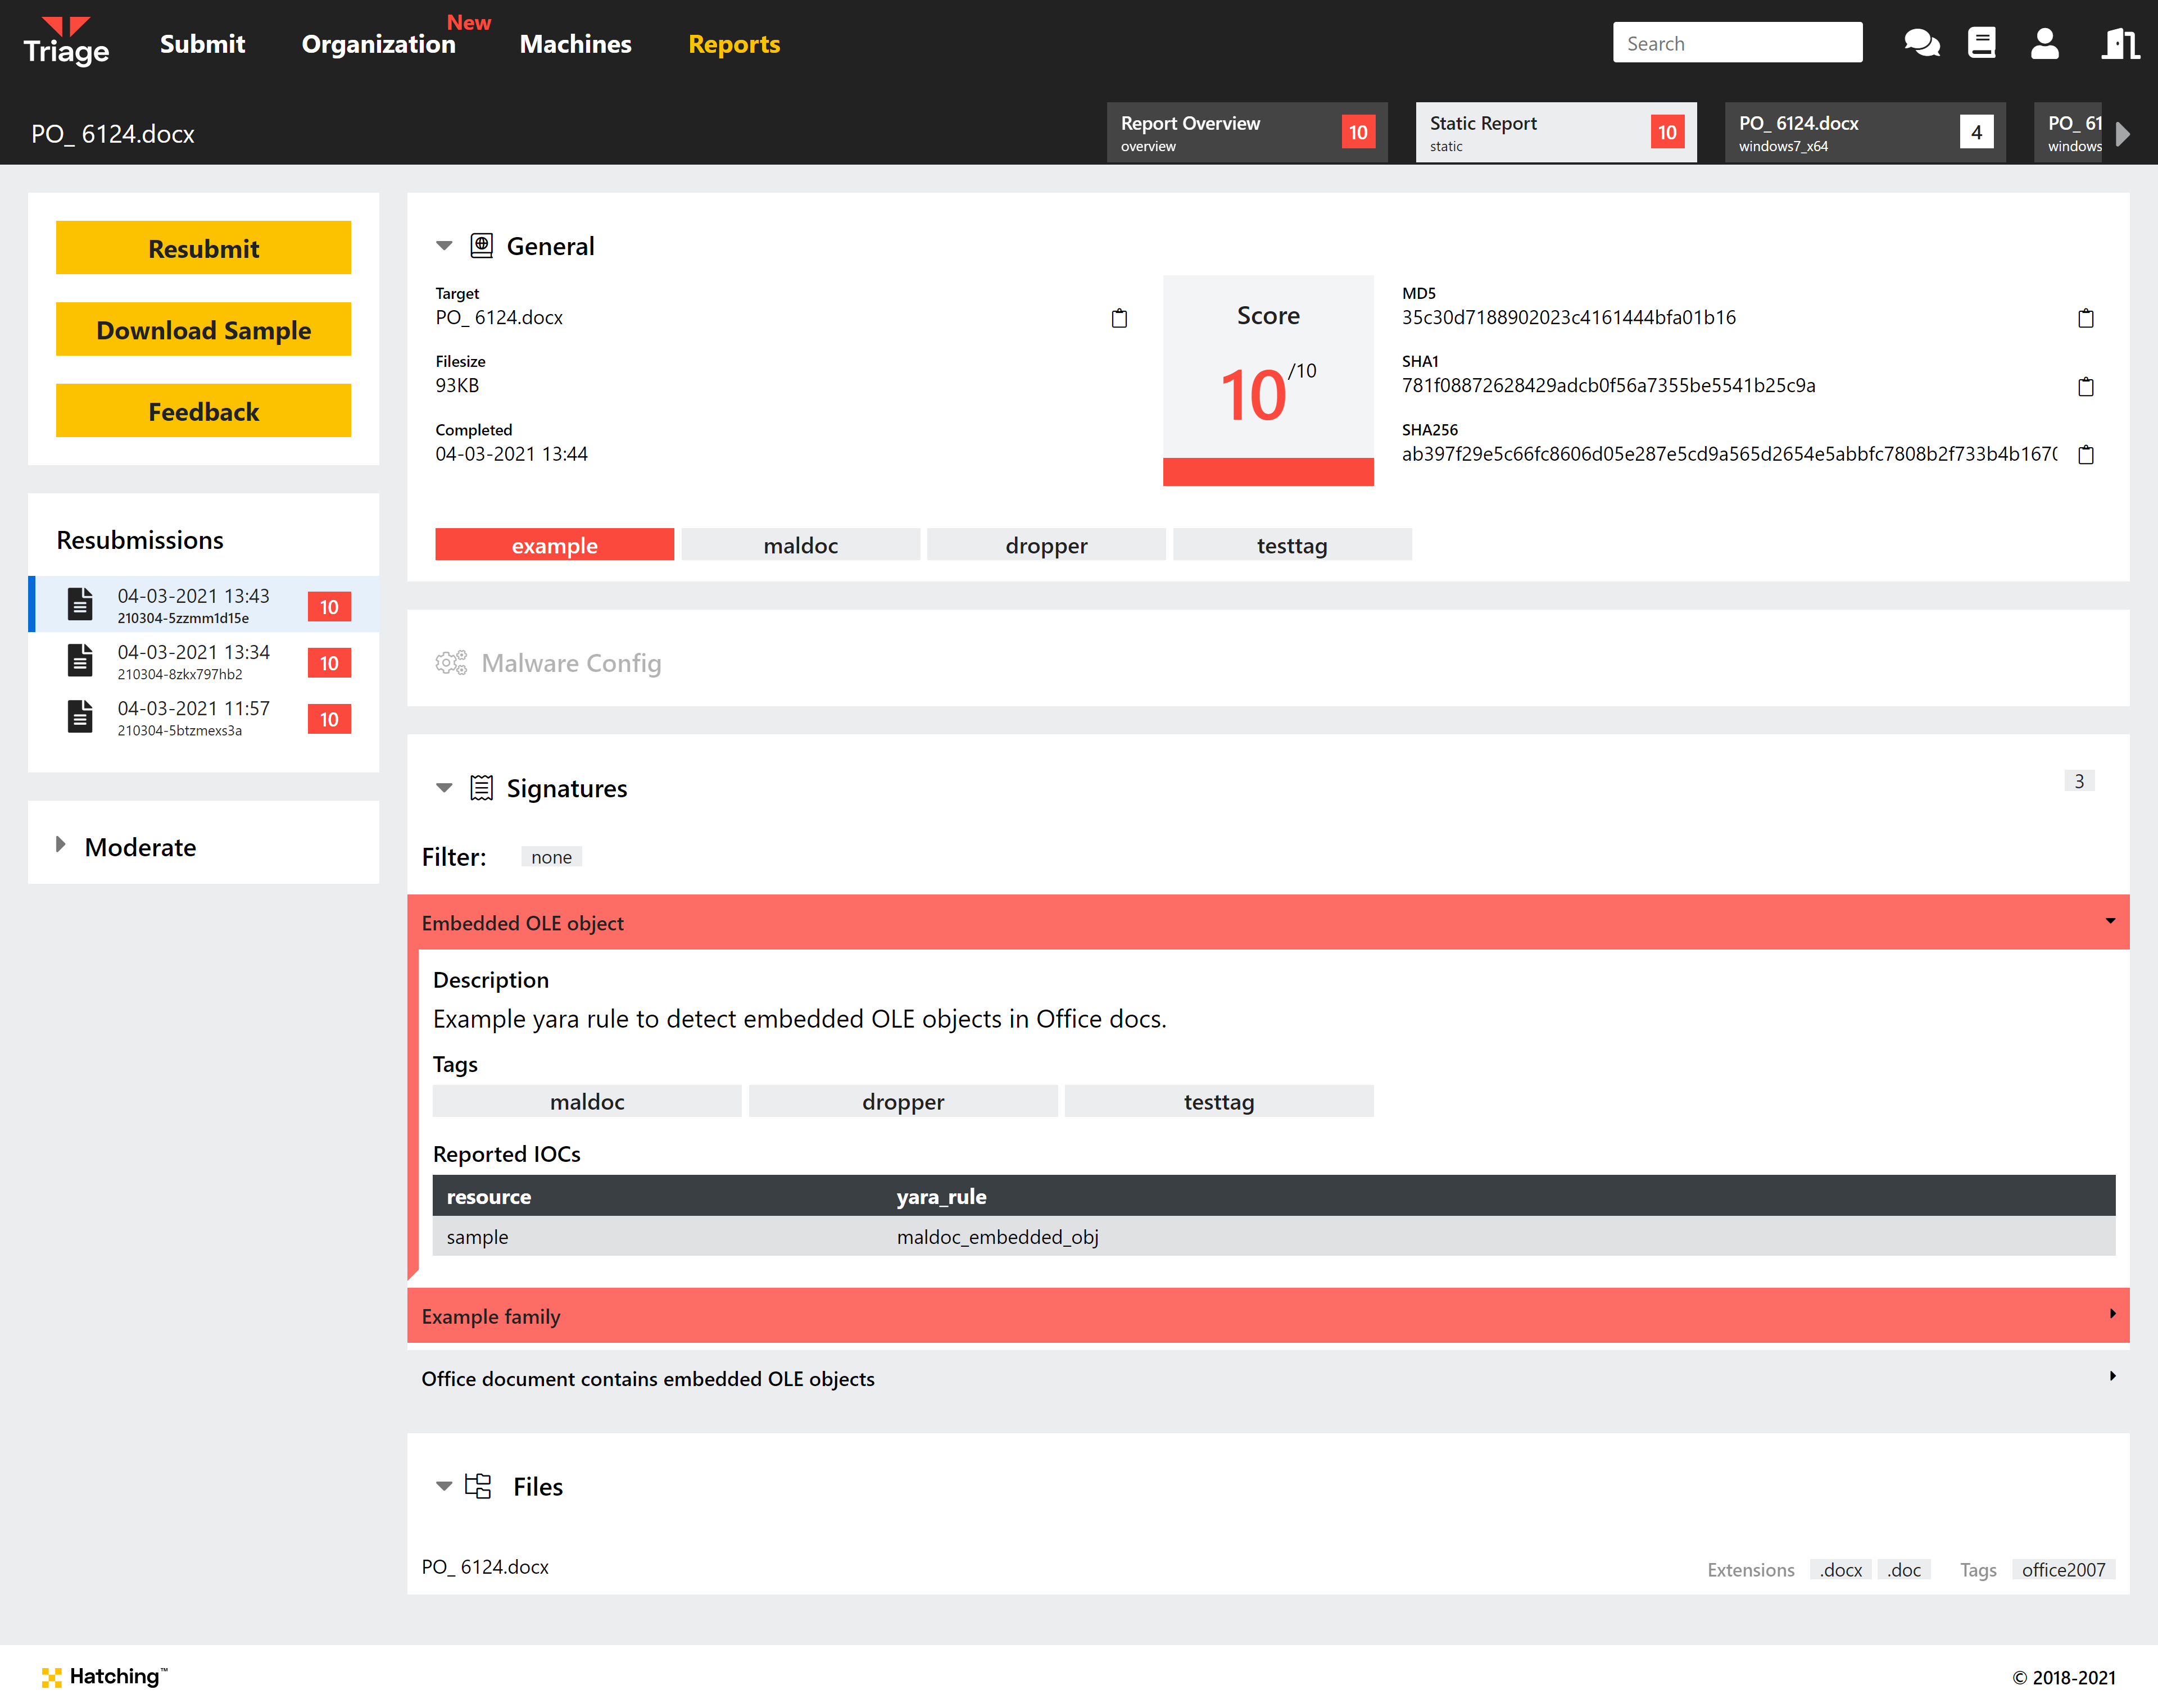 Triage
Submit
Organization
New
Machines
Reports
Search
PO_ 6124.docx
Report Overview
overview
10
Static Report
static
10
PO_ 6124.docx
windows7_x64
4
PO_ 61
windows
Resubmit
Download Sample
Feedback
Resubmissions
04-03-2021 13:43
210304-5zzmm1d15e
10
04-03-2021 13:34
210304-8zkx797hb2
10
04-03-2021 11:57
210304-5btzmexs3a
10
Moderate
General
Target
PO_ 6124.docx
Filesize
93KB
Completed
04-03-2021 13:44
Score
10/10
MD5
35c30d7188902023c4161444bfa01b16
SHA1
781f08872628429adcb0f56a7355be5541b25c9a
SHA256
ab397f29e5c66fc8606d05e287e5cd9a565d2654e5abbfc7808b2f733b4b1670
example
maldoc
dropper
testtag
Malware Config
Signatures
3
Filter: none
Embedded OLE object
Description
Example yara rule to detect embedded OLE objects in Office docs.
Tags
maldoc
dropper
testtag
Reported IOCs
resource yara_rule
sample maldoc_embedded_obj
Example family
Office document contains embedded OLE objects
Files
PO_ 6124.docx
Extensions .docx .doc Tags office2007
Hatching™
© 2018-2021